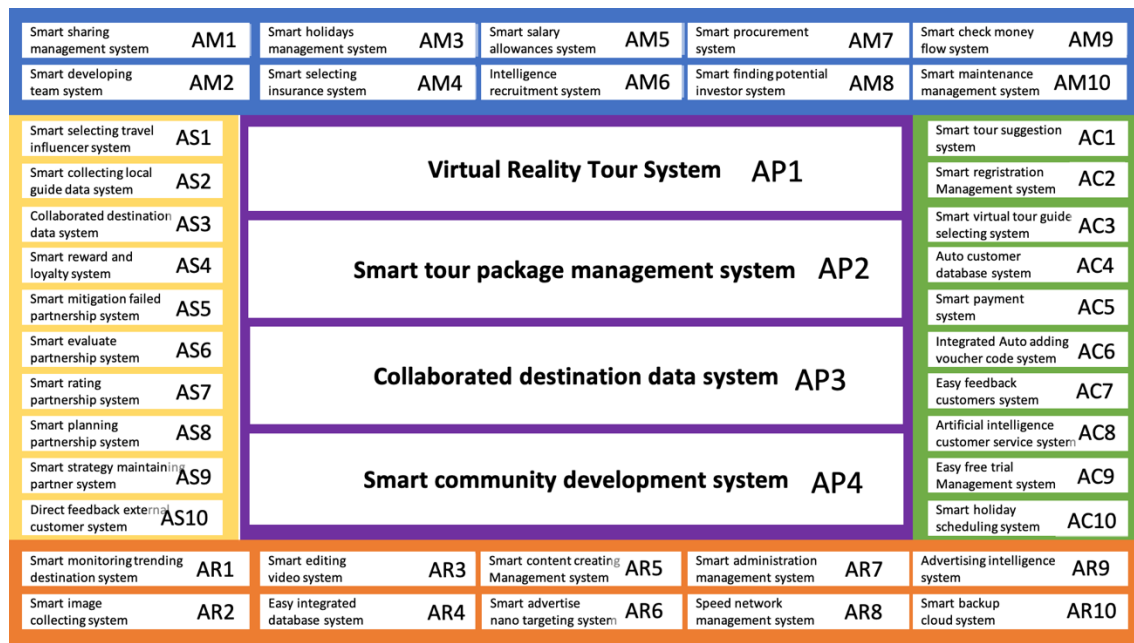 Smart sharing
management system AM1
Smart holidays
management system AM3
Smart salary
allowances system AM5
Smart procurement
system AM7
Smart check money
flow system AM9
Smart developing
team system AM2
Smart selecting
insurance system AM4
Intelligence
recruitment system AM6
Smart finding potential
investor system AM8
Smart maintenance
management system AM10
Smart selecting travel
influencer system AS1
Smart collecting local
guide data system AS2
Collaborated destination
data system AS3
Smart reward and
loyalty system AS4
Smart mitigation failed
partnership system AS5
Smart evaluate
partnership system AS6
Smart rating
partnership system AS7
Smart planning
partnership system AS8
Smart strategy maintaining
partner system AS9
Direct feedback external
customer system AS10
Virtual Reality Tour System AP1
Smart tour package management system AP2
Collaborated destination data system AP3
Smart community development system AP4
Smart tour suggestion
system AC1
Smart regristration
Management system AC2
Smart virtual tour guide
selecting system AC3
Auto customer
database system AC4
Smart payment
system AC5
Integrated Auto adding
voucher code system AC6
Easy feedback
customers system AC7
Artificial intelligence
customer service system AC8
Easy free trial
Management system AC9
Smart holiday
scheduling system AC10
Smart monitoring trending
destination system AR1
Smart editing
video system AR3
Smart content creating
Management system AR5
Smart administration
management system AR7
Advertising intelligence
system AR9
Smart image
collecting system AR2
Easy integrated
database system AR4
Smart advertise
nano targeting system AR6
Speed network
management system AR8
Smart backup
cloud system AR10